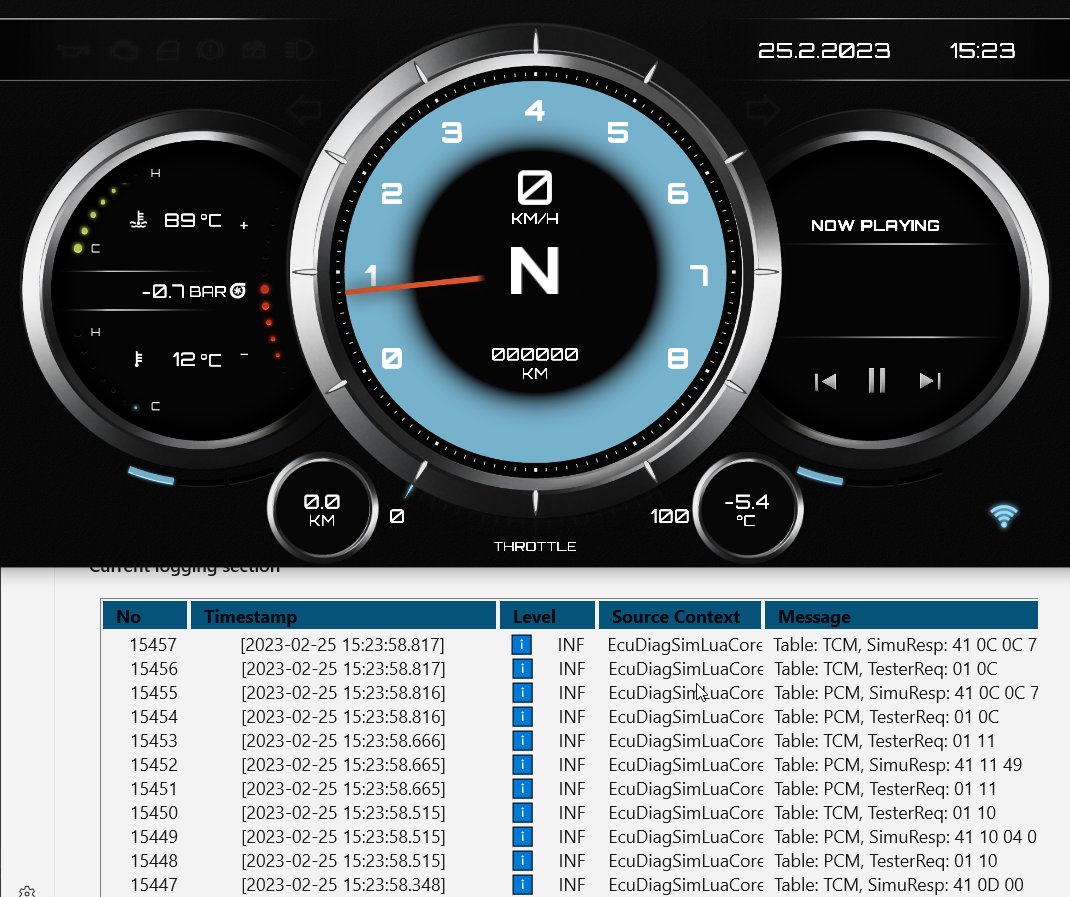 25.2.2023 15:23
4
3 5
2 6
1 7
0 8
H
89 °C +
C
-0.7 BAR
H
12 °C -
C
0
KM/H
N
000000
KM
NOW PLAYING
0.0
KM
0
100
-5.4
°C
THROTTLE
Current logging section
No Timestamp Level Source Context Message
15457 [2023-02-25 15:23:58.817] i INF EcuDiagSimLuaCore Table: TCM, SimuResp: 41 0C 0C 7
15456 [2023-02-25 15:23:58.817] i INF EcuDiagSimLuaCore Table: TCM, TesterReq: 01 0C
15455 [2023-02-25 15:23:58.816] i INF EcuDiagSimLuaCore Table: PCM, SimuResp: 41 0C 0C 7
15454 [2023-02-25 15:23:58.816] i INF EcuDiagSimLuaCore Table: PCM, TesterReq: 01 0C
15453 [2023-02-25 15:23:58.666] i INF EcuDiagSimLuaCore Table: TCM, TesterReq: 01 11
15452 [2023-02-25 15:23:58.665] i INF EcuDiagSimLuaCore Table: PCM, SimuResp: 41 11 49
15451 [2023-02-25 15:23:58.665] i INF EcuDiagSimLuaCore Table: PCM, TesterReq: 01 11
15450 [2023-02-25 15:23:58.515] i INF EcuDiagSimLuaCore Table: TCM, TesterReq: 01 10
15449 [2023-02-25 15:23:58.515] i INF EcuDiagSimLuaCore Table: PCM, SimuResp: 41 10 04 0
15448 [2023-02-25 15:23:58.515] i INF EcuDiagSimLuaCore Table: PCM, TesterReq: 01 10
15447 [2023-02-25 15:23:58.348] i INF EcuDiagSimLuaCore Table: TCM, SimuResp: 41 0D 00